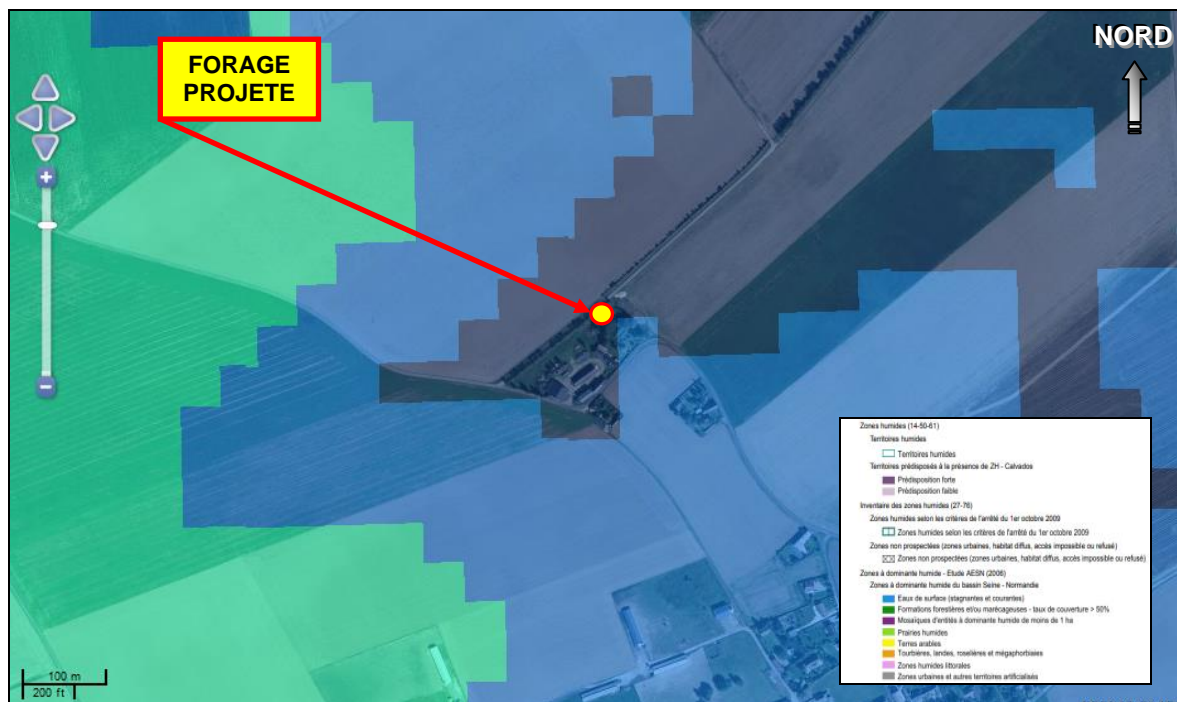 FORAGE
PROJETE
NORD
Zones humides (14-50-61)
Territoires humides
Territoires humides
Territoires prédisposés à la présence de ZH - Calvados
Prédisposition forte
Prédisposition faible
Inventaire des zones humides (27-76)
Zones humides selon les critères de l'arrêté du 1er octobre 2009
Zones humides selon les critères de l'arrêté du 1er octobre 2009
Zones non prospectées (zones urbaines, habitat diffus, accès impossible ou refusé)
Zones non prospectées (zones urbaines, habitat diffus, accès impossible ou refusé)
Zones à dominante humide - Etude AESN (2006)
Zones à dominante humide du bassin Seine - Normandie
Eaux de surface (stagnantes et courantes)
Formations forestières et/ou marécageuses - taux de couverture > 50%
Mosaïques d'entités à dominante humide de moins de 1 ha
Prairies humides
Terres arables
Tourbières, landes, roselières et mégaphorbiaies
Zones humides littorales
Zones urbaines et autres territoires artificialisés
100 m
200 ft